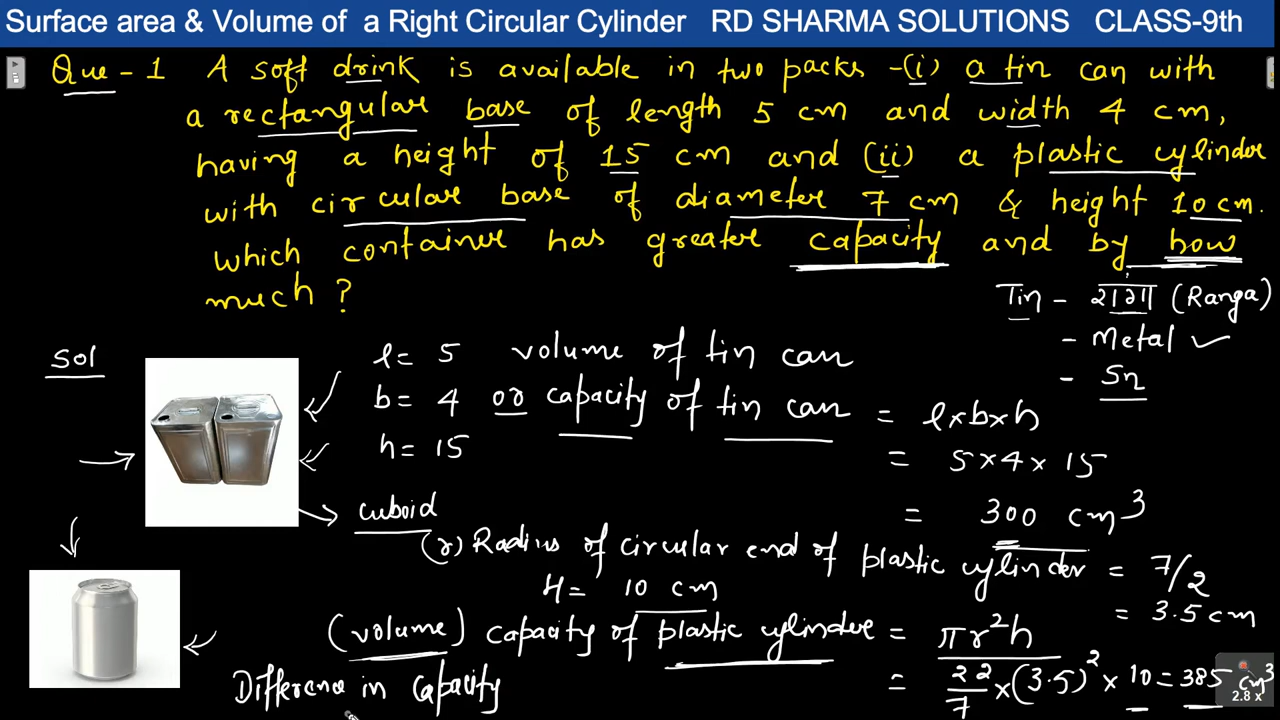 Surface area & Volume of a Right Circular Cylinder RD SHARMA SOLUTIONS CLASS-9th
Que - 1 A soft drink is available in two packs -(i) a tin can with
a rectangular base of length 5 cm and width 4 cm,
having a height of 15 cm and (ii) a plastic cylinder
with circular base of diameter 7 cm & height 10 cm.
which container has greater capacity and by how
much ?
Tin - रांगा (Ranga)
- Metal ✓
- Sn
Sol
l = 5 volume of tin can
b = 4 or capacity of tin can = l×b×h
h = 15 = 5×4×15
cuboid = 300 cm³
(r) Radius of circular end of plastic cylinder = 7/2
H = 10 cm = 3.5 cm
(volume) capacity of plastic cylinder = πr²h
Difference in capacity = 22/7 ×(3.5)² × 10 = 385 cm³
2.8 x